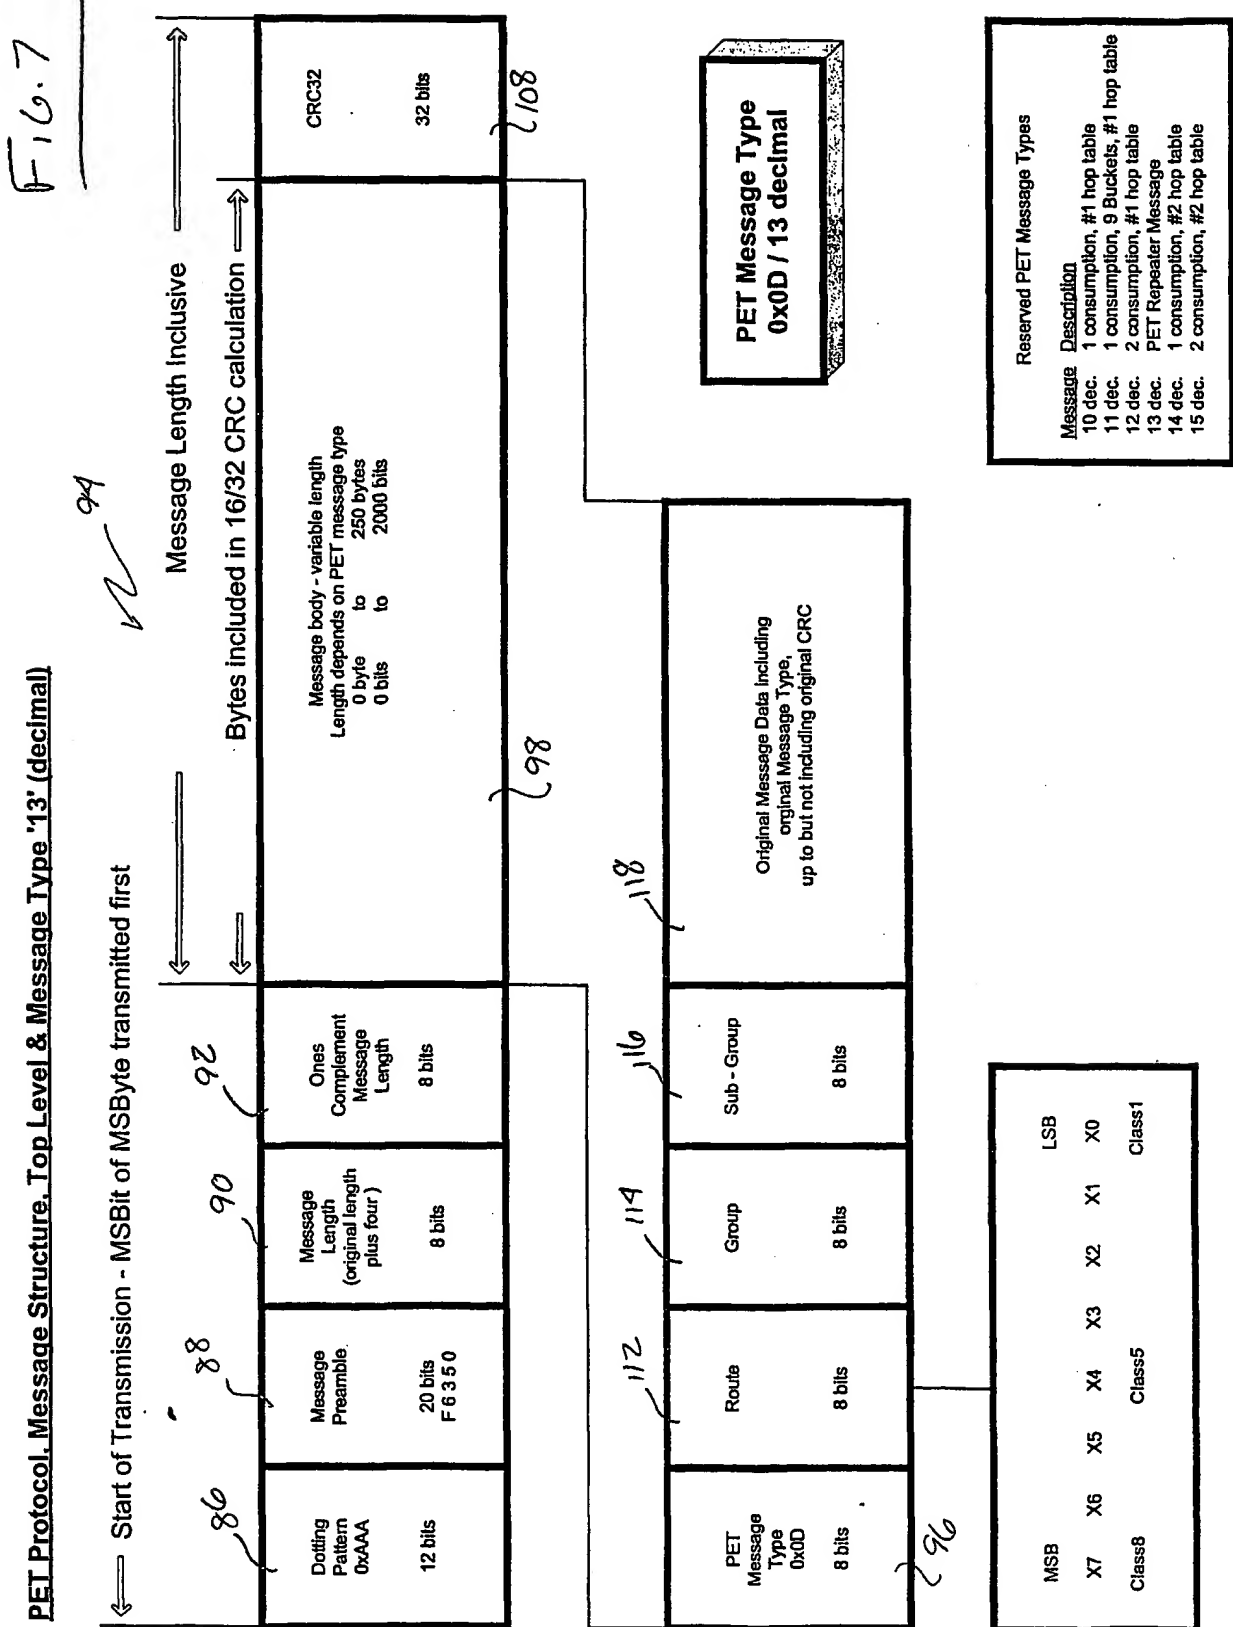 Fig. 7
PET Protocol, Message Structure, Top Level & Message Type '13' (decimal)
94
Start of Transmission - MSBit of MSByte transmitted first
Message Length Inclusive
Bytes included in 16/32 CRC calculation
86
88
90
92
Dotting
Pattern
0xAAA
12 bits
Message
Preamble
20 bits
F 6 3 5 0
Message
Length
(original length
plus four )
8 bits
Ones
Complement
Message
Length
8 bits
Message body - variable length
Length depends on PET message type
0 byte to 250 bytes
0 bits to 2000 bits
98
CRC32
32 bits
108
112
114
116
118
PET
Message
Type
0x0D
8 bits
96
Route
8 bits
Group
8 bits
Sub - Group
8 bits
Original Message Data Including
orginal Message Type,
up to but not including original CRC
PET Message Type
0x0D / 13 decimal
MSB LSB
X7 X6 X5 X4 X3 X2 X1 X0
Class8 Class5 Class1
Reserved PET Message Types
Message Description
10 dec. 1 consumption, #1 hop table
11 dec. 1 consumption, 9 Buckets, #1 hop table
12 dec. 2 consumption, #1 hop table
13 dec. PET Repeater Message
14 dec. 1 consumption, #2 hop table
15 dec. 2 consumption, #2 hop table